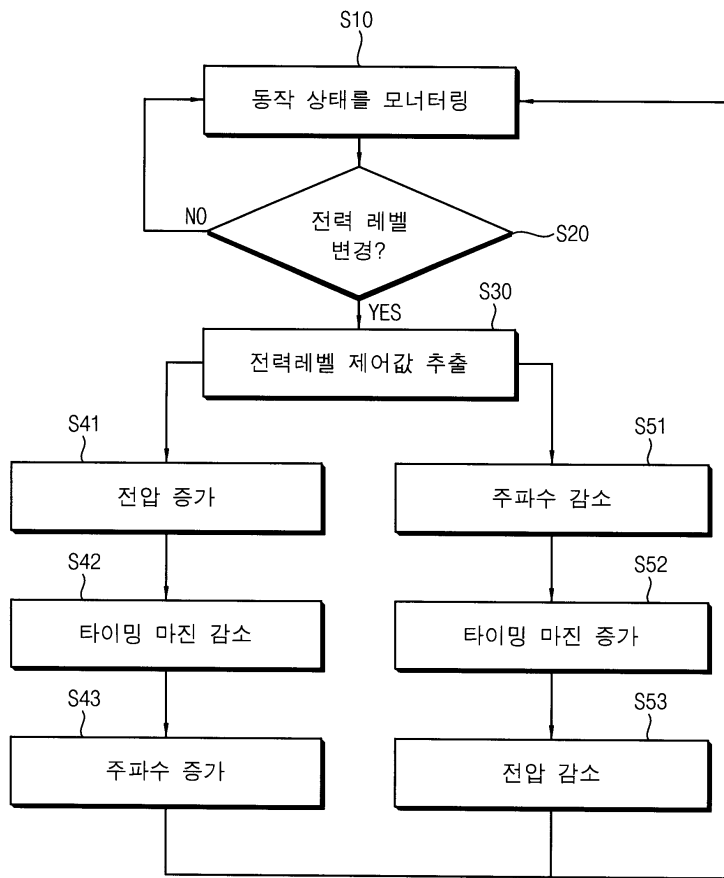 S10
동작 상태를 모너터링
NO
전력 레벨
변경?
S20
YES
S30
전력레벨 제어값 추출
S41
전압 증가
S51
주파수 감소
S42
타이밍 마진 감소
S52
타이밍 마진 증가
S43
주파수 증가
S53
전압 감소